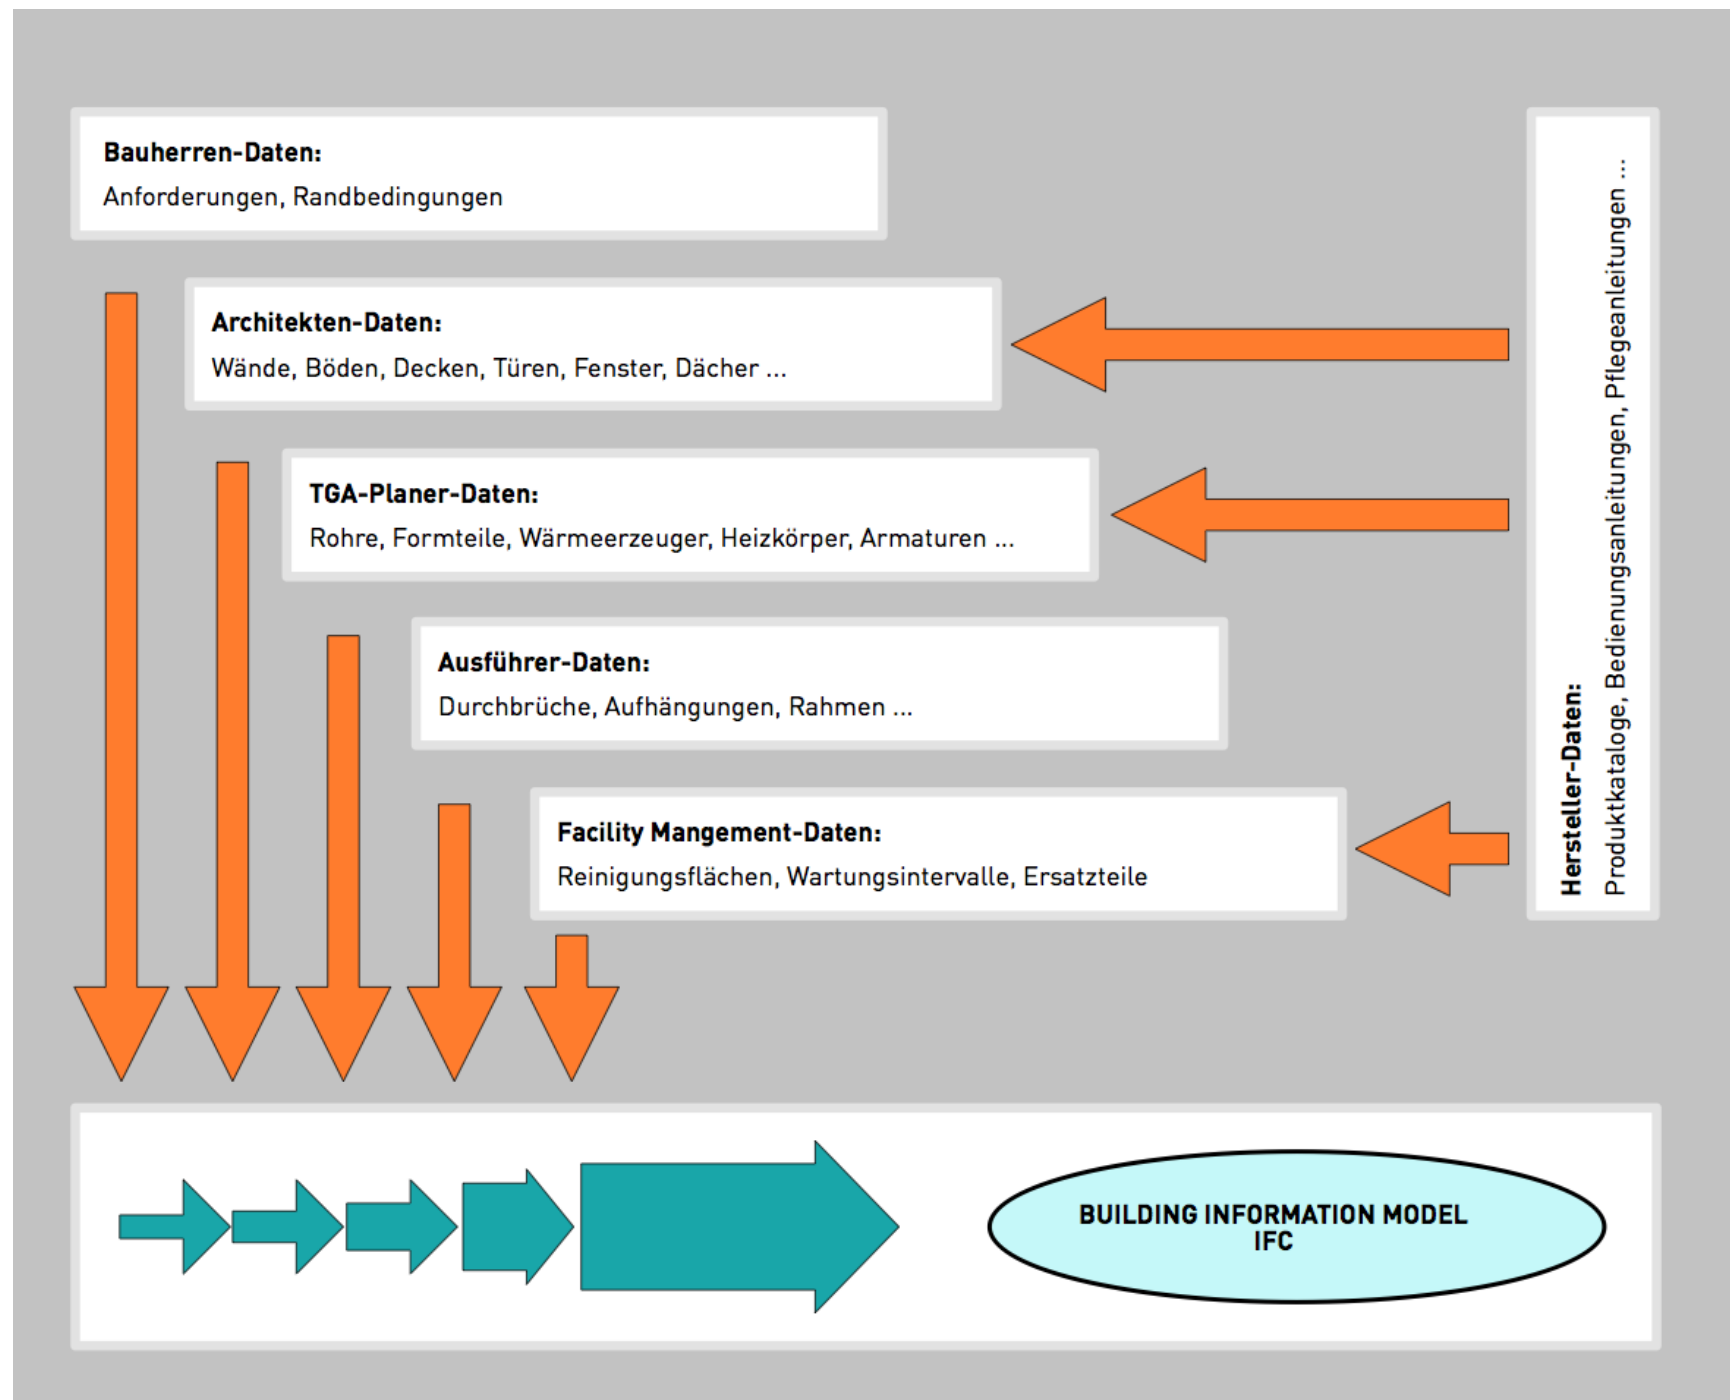 Bauherren-Daten:
Anforderungen, Randbedingungen
Architekten-Daten:
Wände, Böden, Decken, Türen, Fenster, Dächer ...
TGA-Planer-Daten:
Rohre, Formteile, Wärmeerzeuger, Heizkörper, Armaturen ...
Ausführer-Daten:
Durchbrüche, Aufhängungen, Rahmen ...
Facility Mangement-Daten:
Reinigungsflächen, Wartungsintervalle, Ersatzteile
Hersteller-Daten:
Produktkataloge, Bedienungsanleitungen, Pflegeanleitungen ...
BUILDING INFORMATION MODEL
IFC